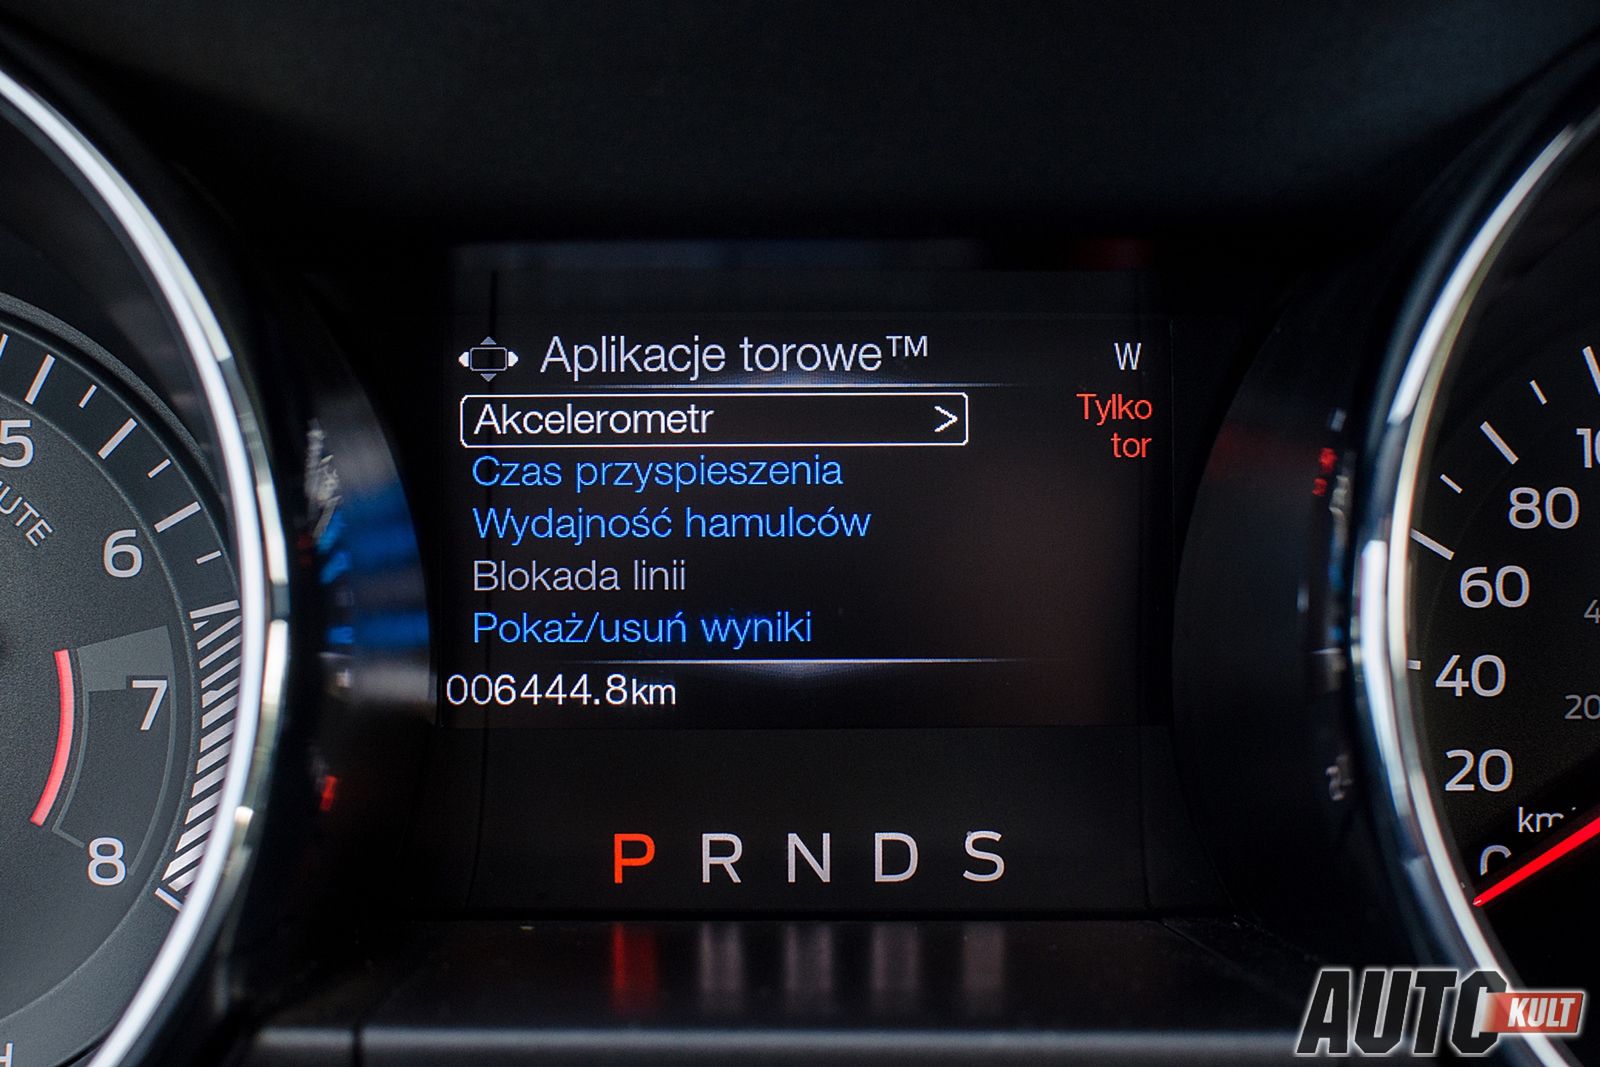 Aplikacje torowe™
W
Akcelerometr >
Tylko
tor
Czas przyspieszenia
Wydajność hamulców
Blokada linii
Pokaż/usuń wyniki
006444.8km
P R N D S
5
6
7
8
80
60
40
20
20
AUTO KULT